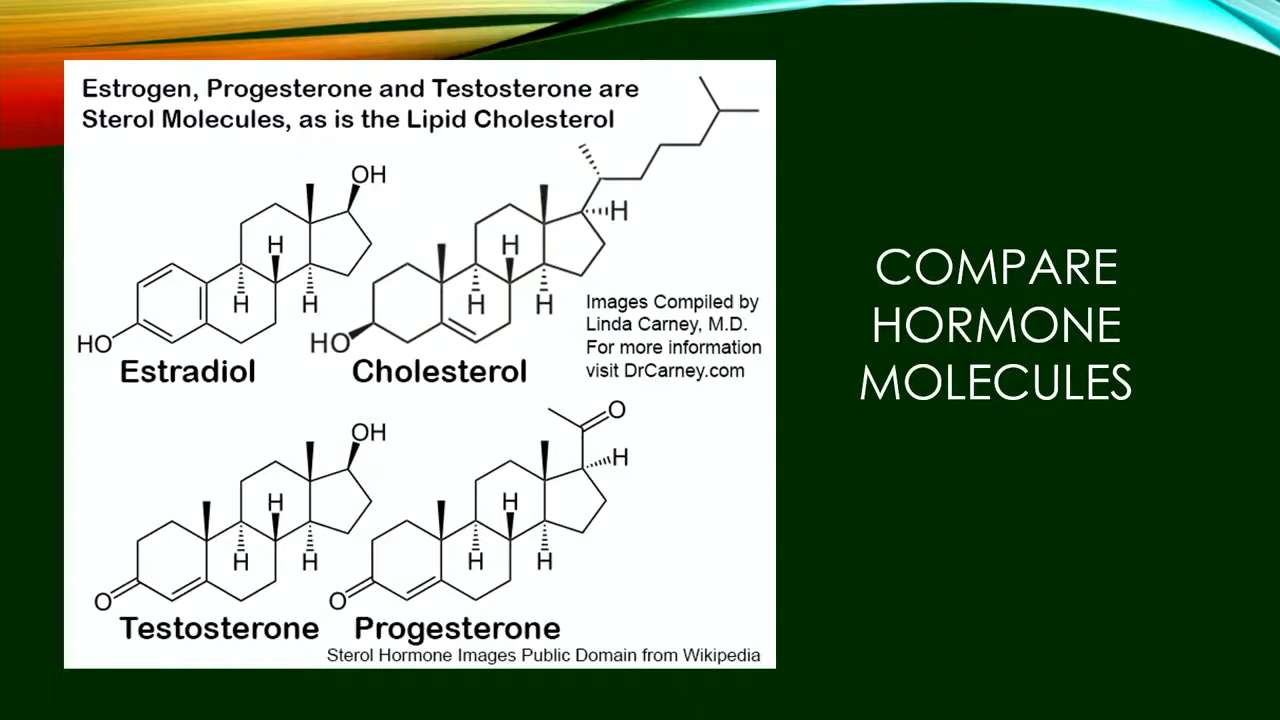 Estrogen, Progesterone and Testosterone are
Sterol Molecules, as is the Lipid Cholesterol
OH
H
H
H
HO
Estradiol
H
H
H
H
HO
Cholesterol
Images Compiled by
Linda Carney, M.D.
For more information
visit DrCarney.com
OH
H
H
H
O
Testosterone
O
H
H
H
H
O
Progesterone
Sterol Hormone Images Public Domain from Wikipedia
COMPARE
HORMONE
MOLECULES